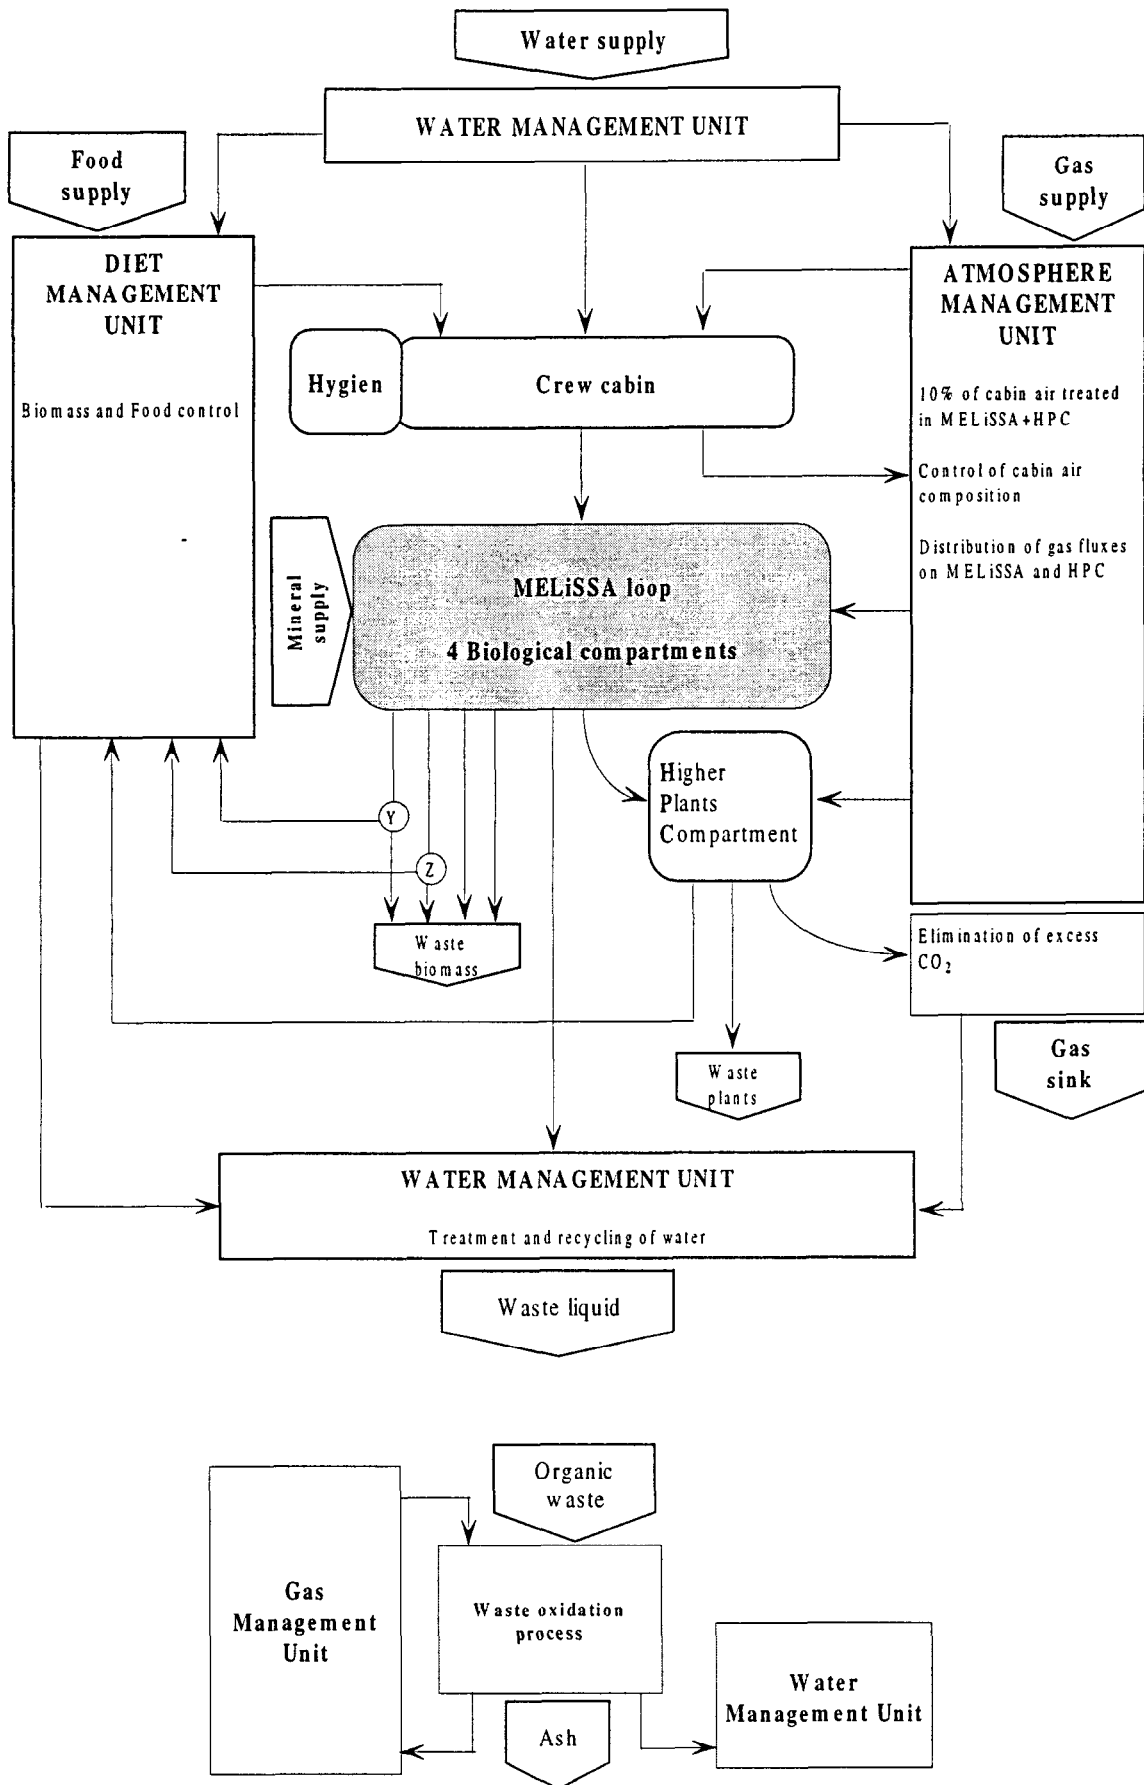 Water supply
WATER MANAGEMENT UNIT
Food
supply
Gas
supply
DIET
MANAGEMENT
UNIT
Biomass and Food control
ATMOSPHERE
MANAGEMENT
UNIT
10% of cabin air treated
in MELiSSA+HPC
Control of cabin air
composition
Distribution of gas fluxes
on MELiSSA and HPC
Hygien
Crew cabin
Mineral
supply
MELiSSA loop
4 Biological compartments
Higher
Plants
Compartment
Y
Z
Waste
biomass
Elimination of excess
CO₂
Waste
plants
Gas
sink
WATER MANAGEMENT UNIT
Treatment and recycling of water
Waste liquid
Organic
waste
Gas
Management
Unit
Waste oxidation
process
Water
Management Unit
Ash